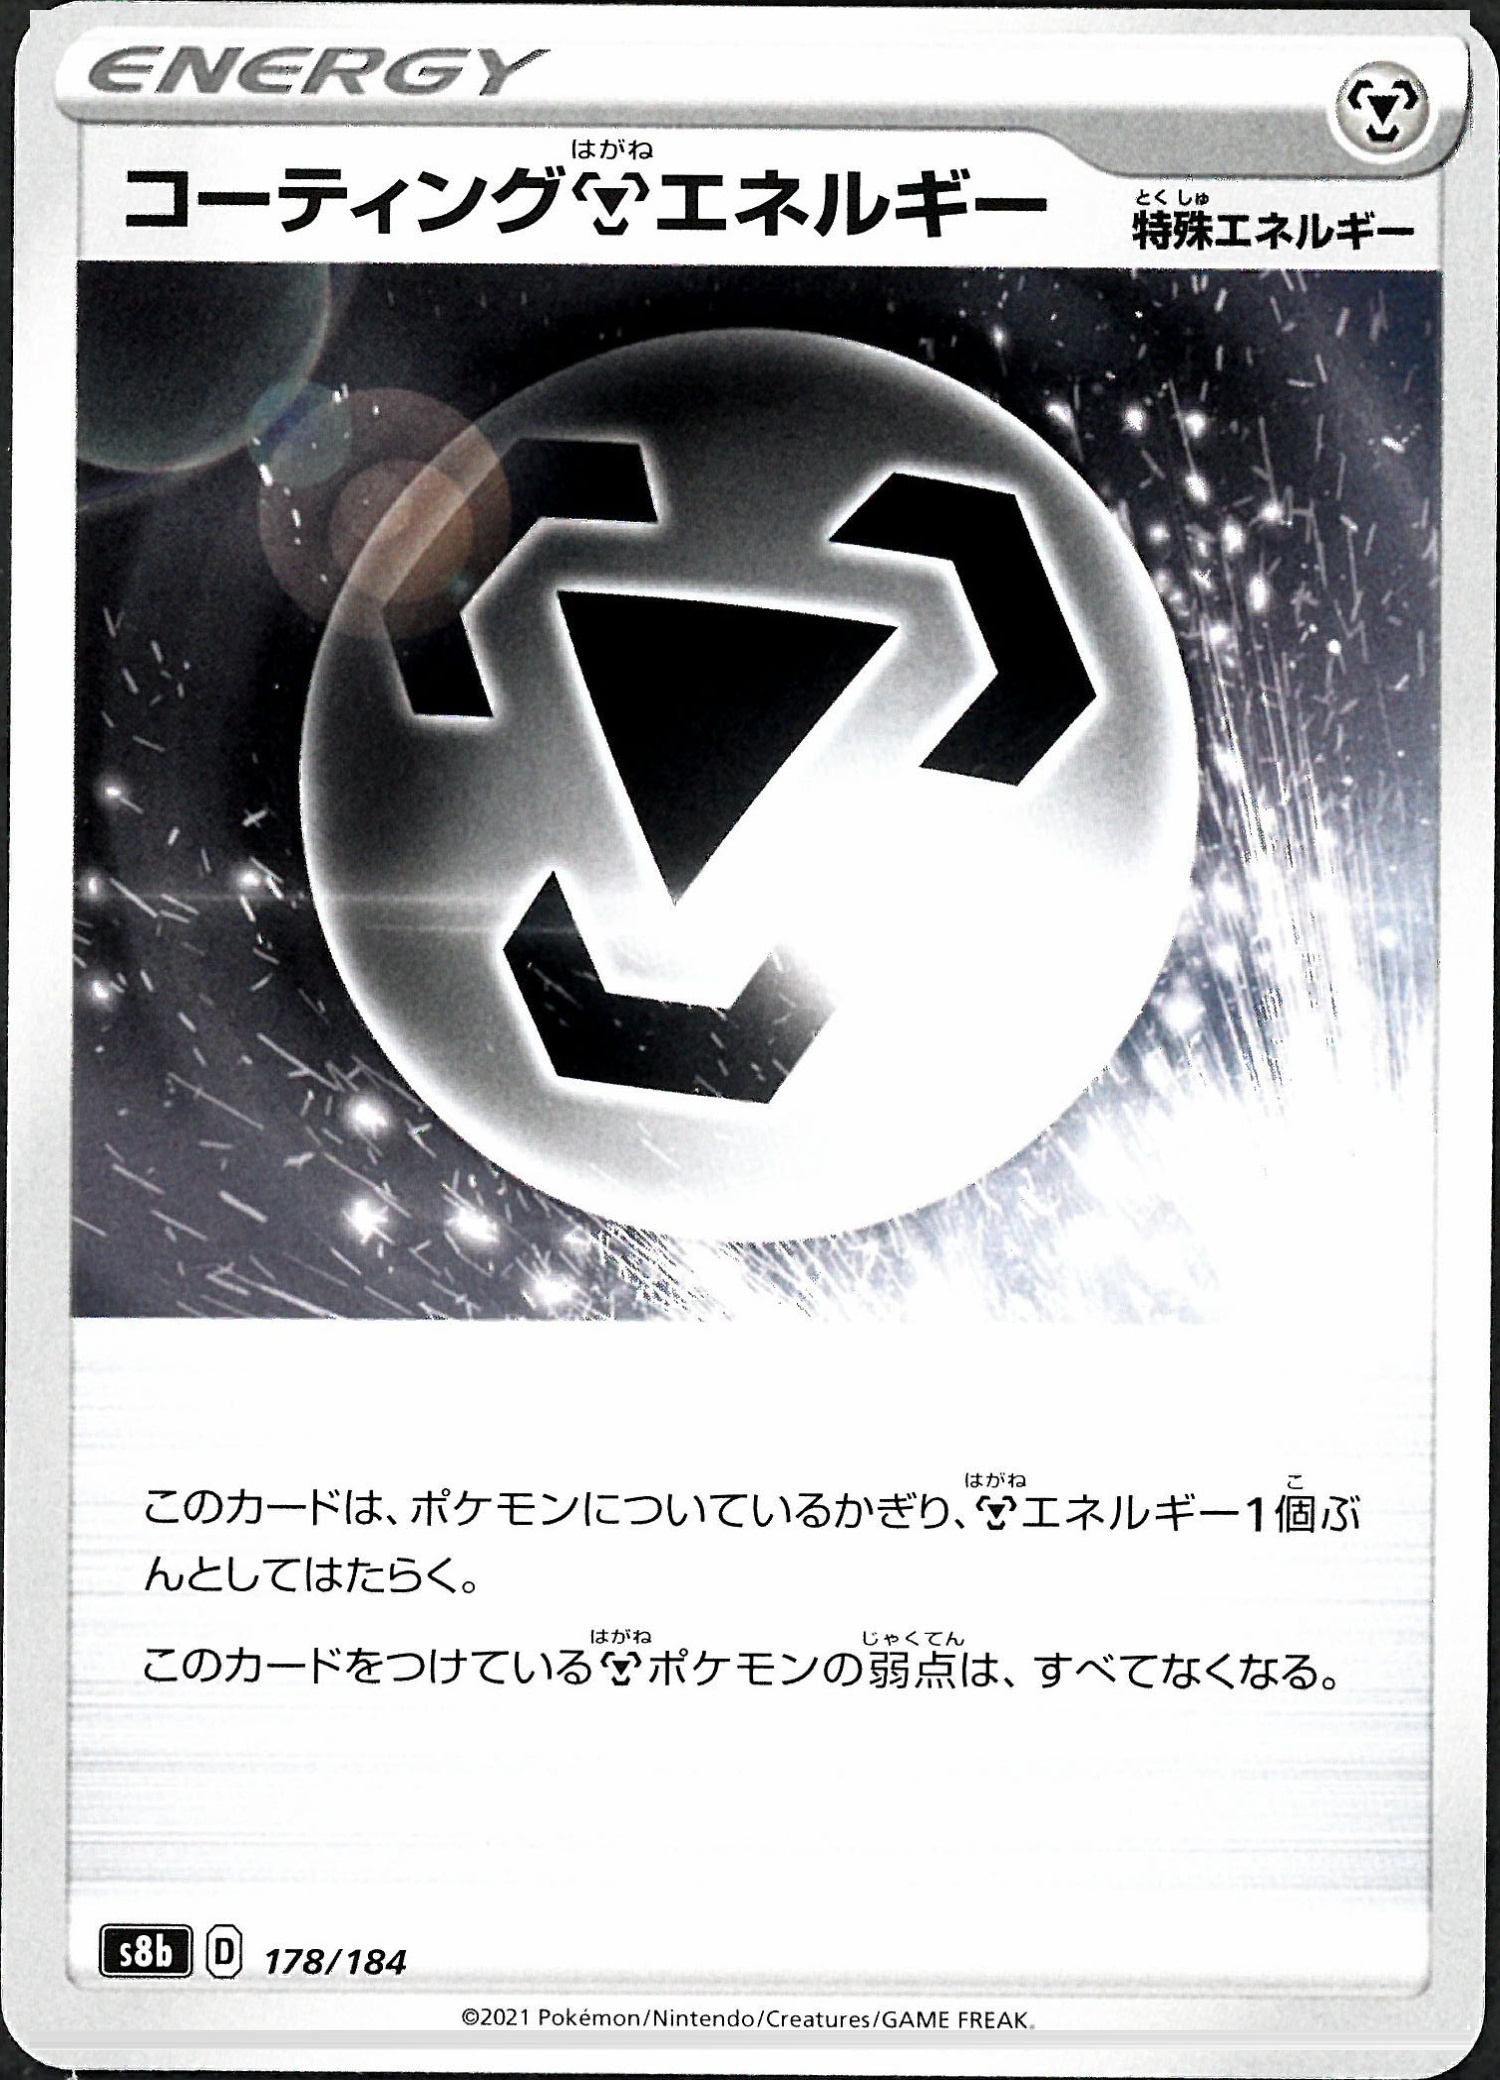 ENERGY
はがね
コーティングエネルギー
とくしゅ
特殊エネルギー
はがね こ
このカードは、ポケモンについているかぎり、エネルギー1個ぶ
んとしてはたらく。
はがね じゃくてん
このカードをつけているポケモンの弱点は、すべてなくなる。
s8b D 178/184
©2021 Pokémon/Nintendo/Creatures/GAME FREAK.